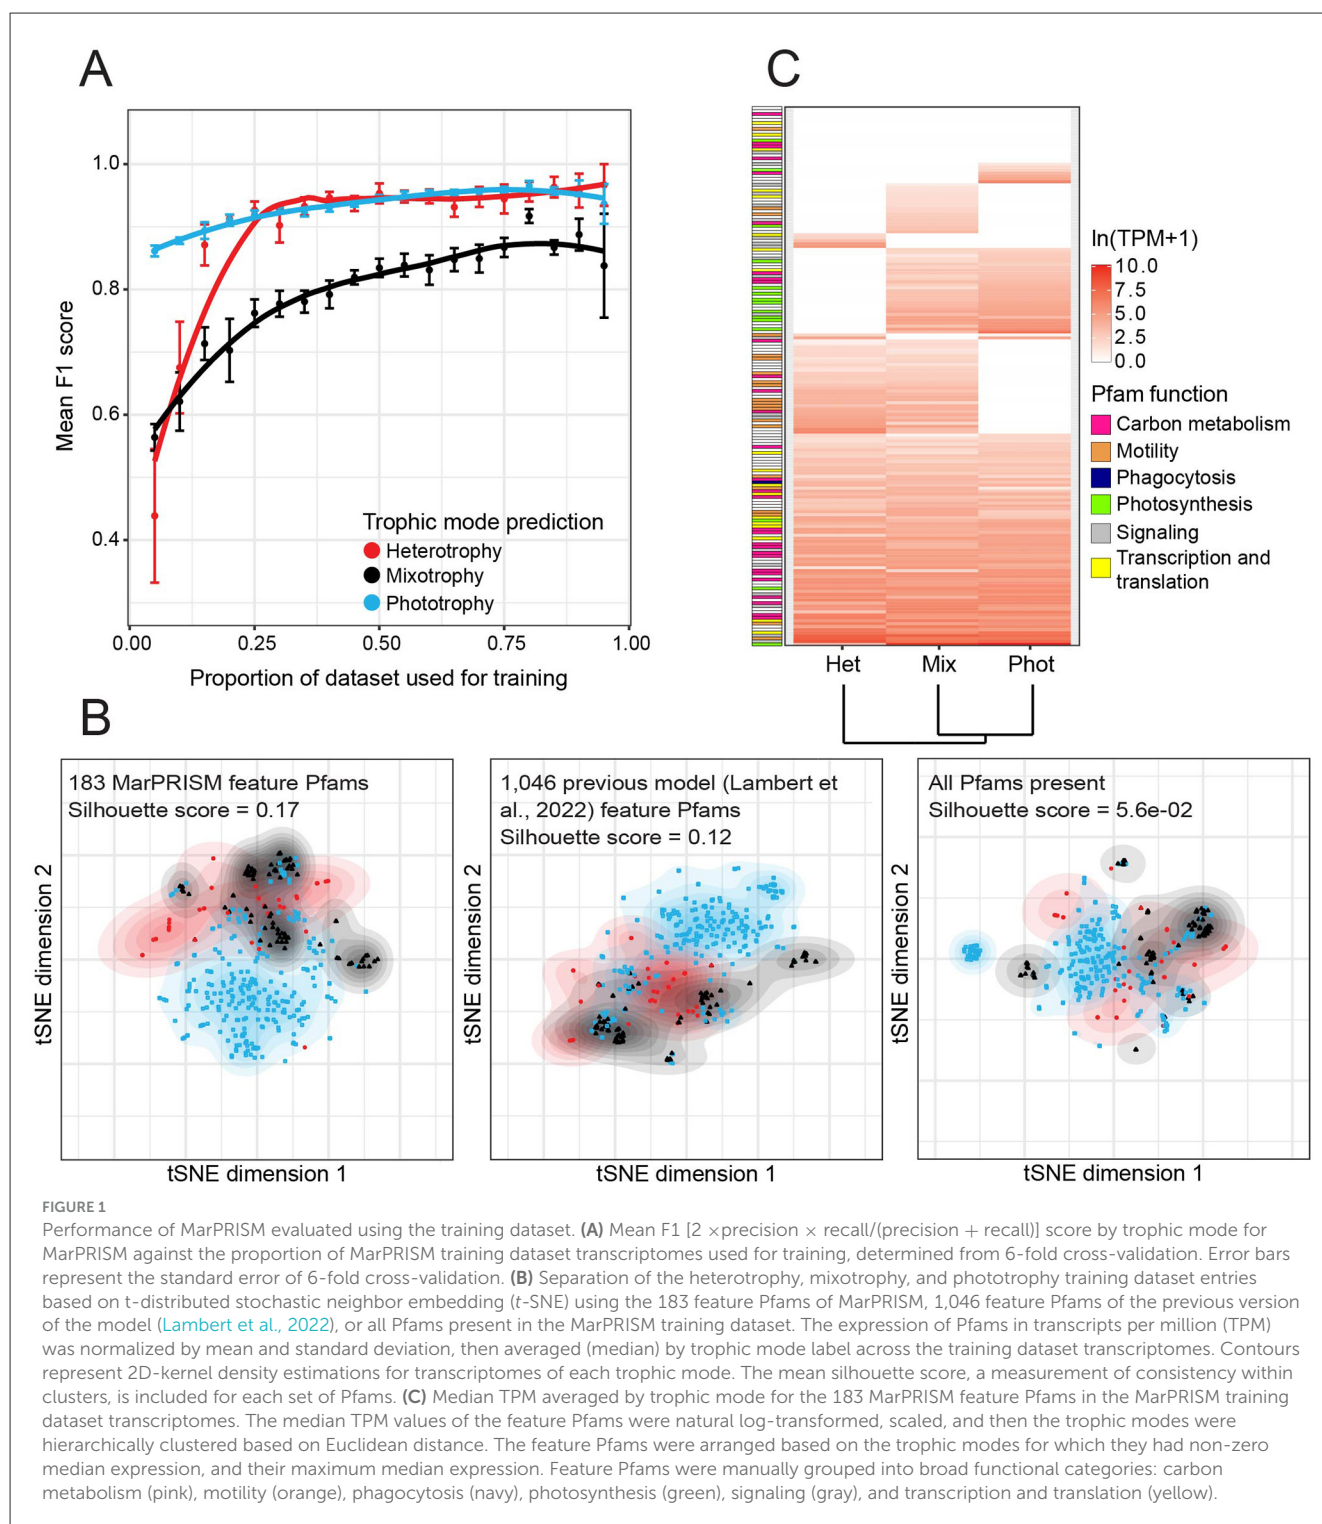 A
C
1.0
0.8
0.6
0.4
Mean F1 score
Trophic mode prediction
Heterotrophy
Mixotrophy
Phototrophy
0.00
0.25
0.50
0.75
1.00
Proportion of dataset used for training
ln(TPM+1)
10.0
7.5
5.0
2.5
0.0
Pfam function
Carbon metabolism
Motility
Phagocytosis
Photosynthesis
Signaling
Transcription and
translation
Het
Mix
Phot
B
183 MarPRISM feature Pfams
Silhouette score = 0.17
tSNE dimension 2
tSNE dimension 1
1,046 previous model (Lambert et
al., 2022) feature Pfams
Silhouette score = 0.12
tSNE dimension 2
tSNE dimension 1
All Pfams present
Silhouette score = 5.6e-02
tSNE dimension 2
tSNE dimension 1
FIGURE 1
Performance of MarPRISM evaluated using the training dataset. (A) Mean F1 [2 ×precision × recall/(precision + recall)] score by trophic mode for
MarPRISM against the proportion of MarPRISM training dataset transcriptomes used for training, determined from 6-fold cross-validation. Error bars
represent the standard error of 6-fold cross-validation. (B) Separation of the heterotrophy, mixotrophy, and phototrophy training dataset entries
based on t-distributed stochastic neighbor embedding (t-SNE) using the 183 feature Pfams of MarPRISM, 1,046 feature Pfams of the previous version
of the model (Lambert et al., 2022), or all Pfams present in the MarPRISM training dataset. The expression of Pfams in transcripts per million (TPM)
was normalized by mean and standard deviation, then averaged (median) by trophic mode label across the training dataset transcriptomes. Contours
represent 2D-kernel density estimations for transcriptomes of each trophic mode. The mean silhouette score, a measurement of consistency within
clusters, is included for each set of Pfams. (C) Median TPM averaged by trophic mode for the 183 MarPRISM feature Pfams in the MarPRISM training
dataset transcriptomes. The median TPM values of the feature Pfams were natural log-transformed, scaled, and then the trophic modes were
hierarchically clustered based on Euclidean distance. The feature Pfams were arranged based on the trophic modes for which they had non-zero
median expression, and their maximum median expression. Feature Pfams were manually grouped into broad functional categories: carbon
metabolism (pink), motility (orange), phagocytosis (navy), photosynthesis (green), signaling (gray), and transcription and translation (yellow).